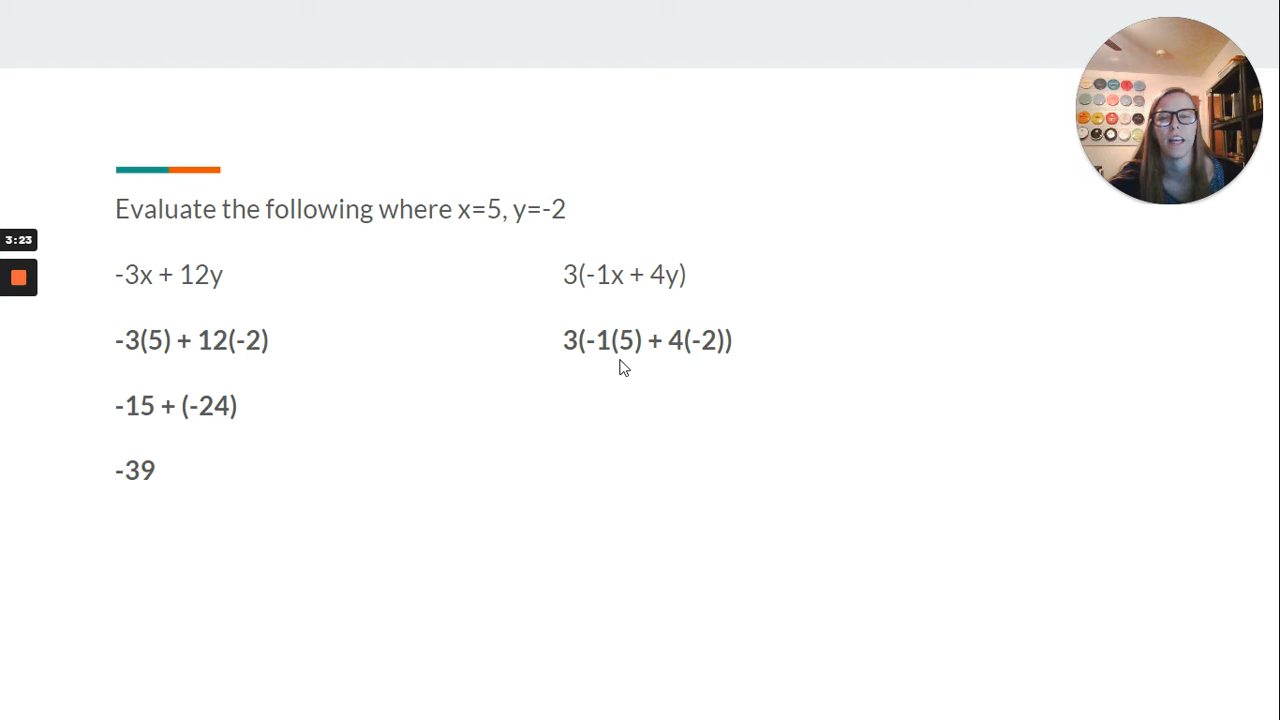 Evaluate the following where x=5, y=-2
-3x + 12y
3(-1x + 4y)
-3(5) + 12(-2)
3(-1(5) + 4(-2))
-15 + (-24)
-39
3:23